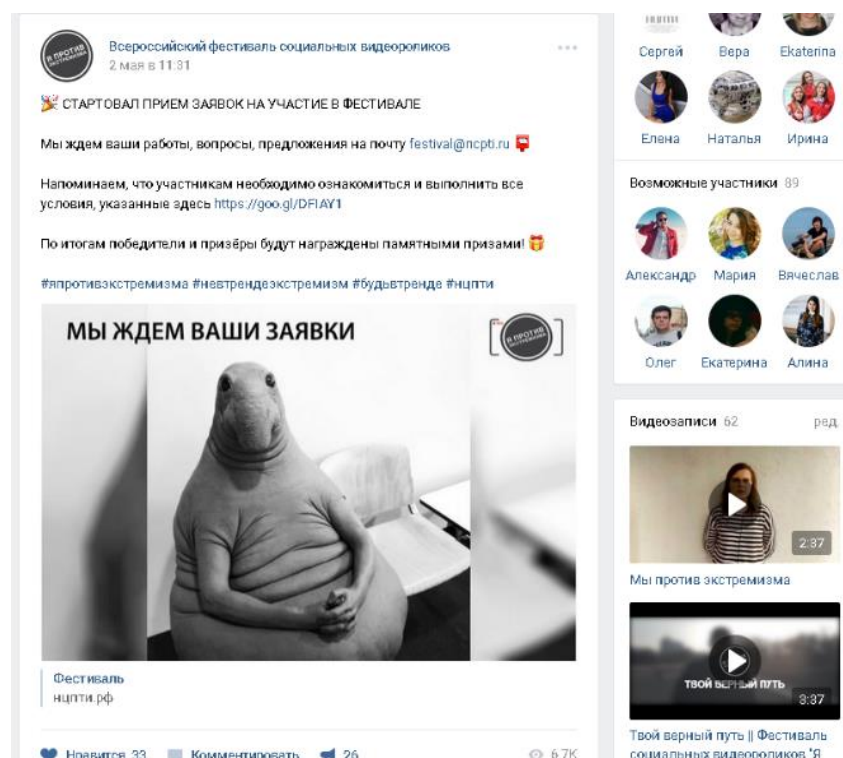 Всероссийский фестиваль социальных видеороликов
2 мая в 11:31
СТАРТОВАЛ ПРИЕМ ЗАЯВОК НА УЧАСТИЕ В ФЕСТИВАЛЕ
Мы ждем ваши работы, вопросы, предложения на почту festival@ncpti.ru
Напоминаем, что участникам необходимо ознакомиться и выполнить все
условия, указанные здесь https://goo.gl/DFIAY1
По итогам победители и призёры будут награждены памятными призами!
#япротивэкстремизма #невтрендеэкстремизм #будьвтренде #нцпти
МЫ ЖДЕМ ВАШИ ЗАЯВКИ
Я ПРОТИВ
ЭКСТРЕМИЗМА
Фестиваль
нцпти.рф
Нравится 33 Комментировать 26 6,7K
Сергей Вера Ekaterina
Елена Наталья Ирина
Возможные участники 89
Александр Мария Вячеслав
Олег Екатерина Алина
Видеозаписи 62 ред.
2:37
Мы против экстремизма
ТВОЙ ВЕРНЫЙ ПУТЬ
3:37
Твой верный путь || Фестиваль
социальных видеороликов "Я